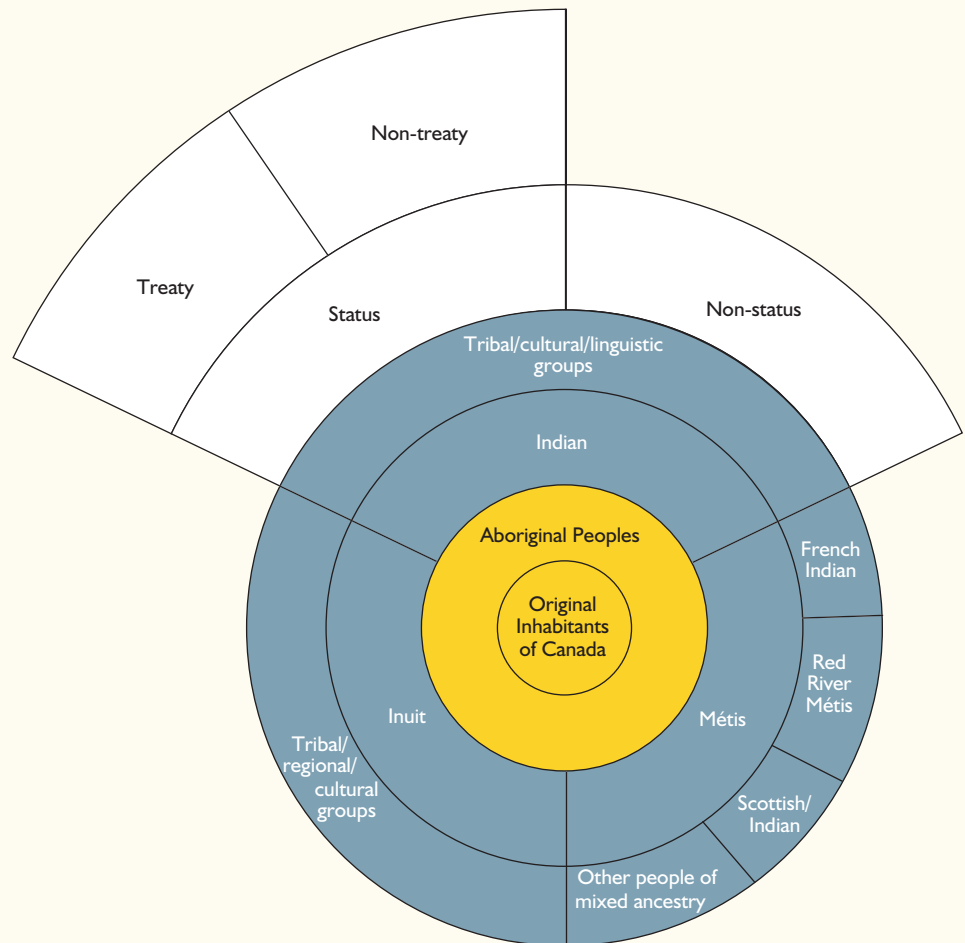 Non-treaty
Treaty
Status
Non-status
Tribal/cultural/linguistic
groups
Indian
Aboriginal Peoples
Original
Inhabitants
of Canada
French
Indian
Red
River
Métis
Inuit
Métis
Tribal/
regional/
cultural
groups
Scottish/
Indian
Other people of
mixed ancestry